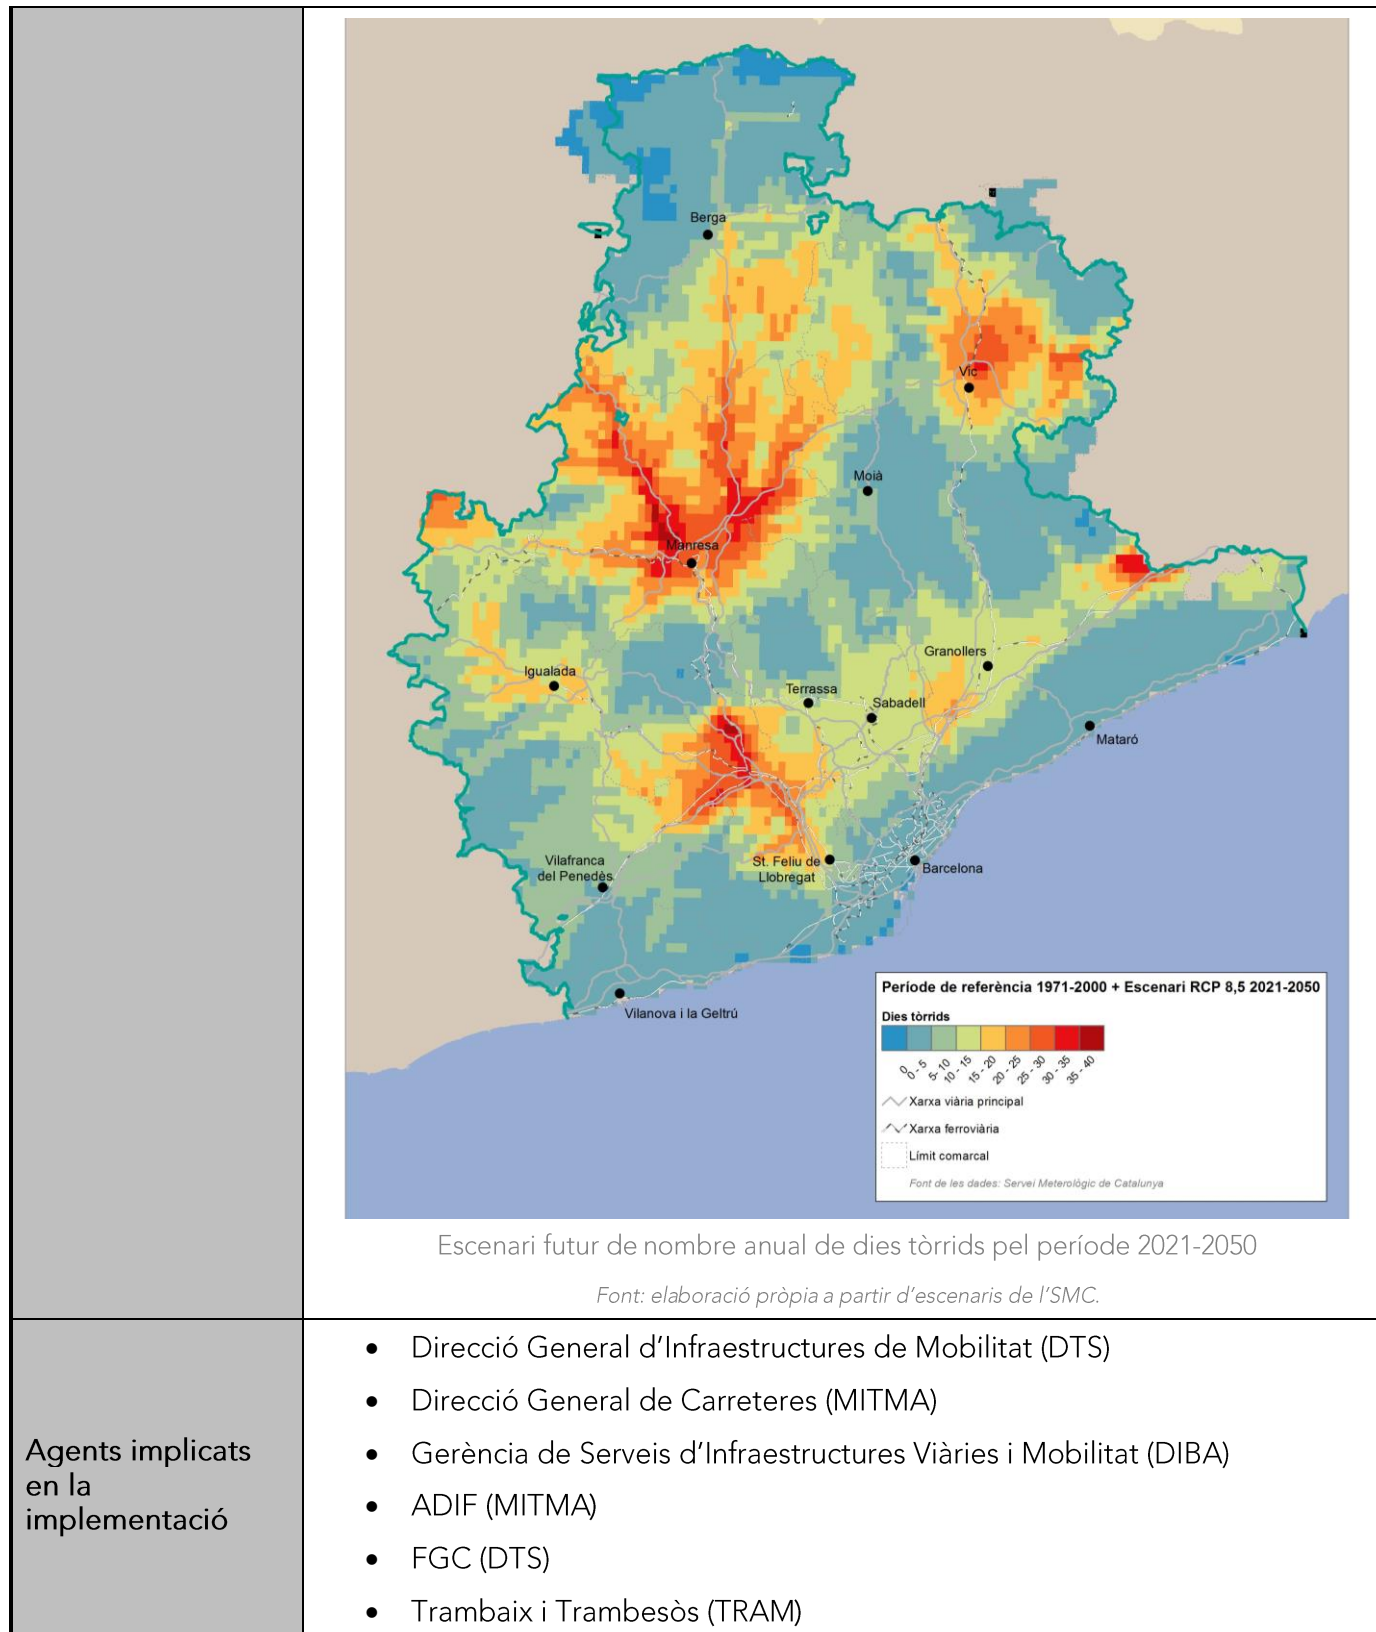 Berga
Vic
Moià
Manresa
Granollers
Igualada
Terrassa
Sabadell
Mataró
Vilafranca
del Penedès
St. Feliu de
Llobregat
Barcelona
Vilanova i la Geltrú
Període de referència 1971-2000 + Escenari RCP 8,5 2021-2050
Dies tòrrids
0
0 - 5
5- 10
10 - 15
15 - 20
20 - 25
25 - 30
30 - 35
35 - 40
Xarxa viària principal
Xarxa ferroviària
Límit comarcal
Font de les dades: Servei Meterològic de Catalunya
Escenari futur de nombre anual de dies tòrrids pel període 2021-2050
Font: elaboració pròpia a partir d’escenaris de l’SMC.
Agents implicats
en la
implementació
• Direcció General d’Infraestructures de Mobilitat (DTS)
• Direcció General de Carreteres (MITMA)
• Gerència de Serveis d’Infraestructures Viàries i Mobilitat (DIBA)
• ADIF (MITMA)
• FGC (DTS)
• Trambaix i Trambesòs (TRAM)